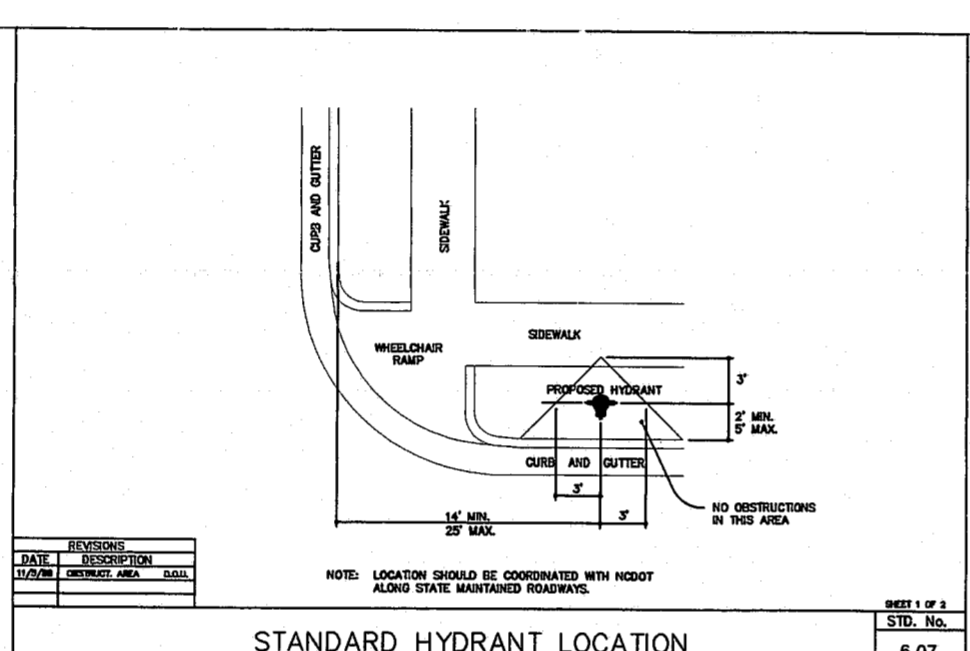 CURB AND GUTTER
SIDEWALK
SIDEWALK
WHEELCHAIR
RAMP
PROPOSED HYDRANT
3'
2' MIN.
5' MAX.
CURB AND GUTTER
3'
14' MIN.
25' MAX.
3'
NO OBSTRUCTIONS
IN THIS AREA
REVISIONS
DATE DESCRIPTION
OBSTRUCT. AREA D.O.U.
NOTE: LOCATION SHOULD BE COORDINATED WITH NCDOT
ALONG STATE MAINTAINED ROADWAYS.
SHEET 1 OF 2
STD. No.
6.07
STANDARD HYDRANT LOCATION